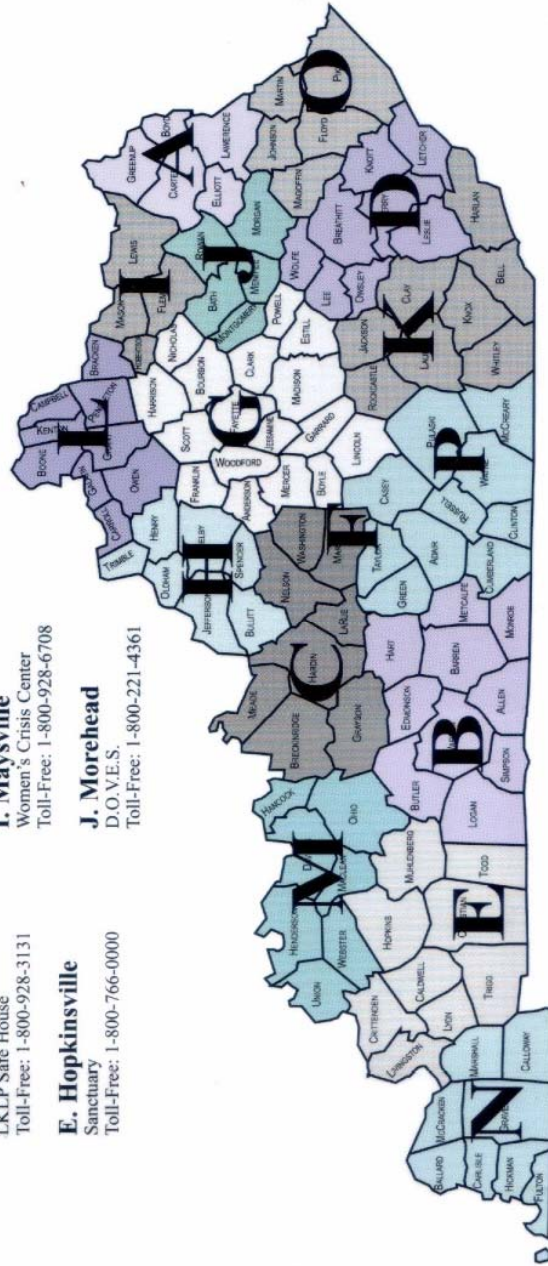 LKLP Safe House
Toll-Free: 1-800-928-3131
E. Hopkinsville
Sanctuary
Toll-Free: 1-800-766-0000
I. Maysville
Women's Crisis Center
Toll-Free: 1-800-928-6708
J. Morehead
D.O.V.E.S.
Toll-Free: 1-800-221-4361
A
B
C
D
E
F
G
H
I
J
K
L
M
N
O
P
BOONE
KENTON
CAMPBELL
GRANT
PENDLETON
BRACKEN
GALLATIN
CARROLL
OWEN
TRIMBLE
HENRY
OLDHAM
JEFFERSON
SHELBY
SPENCER
BULLITT
MASON
LEWIS
ROBERTSON
GREENUP
BOYD
CARTER
ELLIOTT
LAWERENCE
ROWAN
BATH
MORGAN
MENIFEE
MONTGOMERY
HARRISON
NICHOLAS
SCOTT
BOURBON
FRANKLIN
WOODFORD
FAYETTE
CLARK
POWELL
ESTILL
MADISON
JESSAMINE
GARRARD
ANDERSON
MERCER
BOYLE
LINCOLN
WOLFE
LEE
OWSLEY
BREATHITT
KNOTT
LETCHER
LESLIE
MARTIN
JOHNSON
FLOYD
MAGOFFIN
JACKSON
ROCKCASTLE
CLAY
KNOX
WHITLEY
BELL
HARLAN
PULASKI
McCREARY
WAYNE
RUSSELL
CASEY
TAYLOR
GREEN
ADAIR
CUMBERLAND
CLINTON
WASHINGTON
NELSON
LARUE
HARDIN
MEADE
BRECKINRIDGE
GRAYSON
HART
METCALFE
BARREN
MONROE
EDMONSON
ALLEN
BUTLER
SIMPSON
LOGAN
HANCOCK
OHIO
MACLEAN
HENDERSON
WEBSTER
UNION
MUHLENBERG
TODD
HOPKINS
CHRISTIAN
CALDWELL
TRIGG
CRITTENDEN
LYON
LIVINGSTON
MARSHALL
CALLOWAY
McCRACKEN
GRAVES
BALLARD
CARLISLE
HICKMAN
FULTON